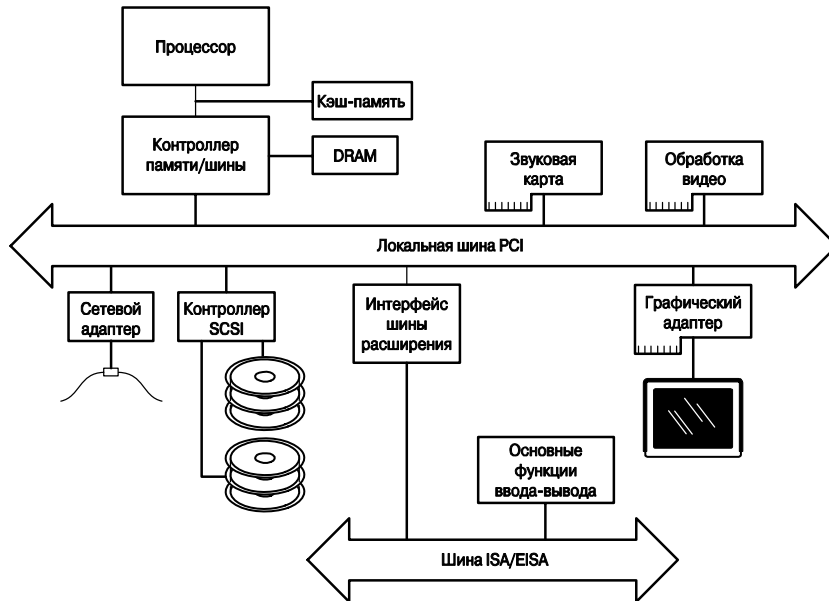 Процессор
Кэш-память
Контроллер
памяти/шины
DRAM
Звуковая
карта
Обработка
видео
Локальная шина PCI
Сетевой
адаптер
Контроллер
SCSI
Интерфейс
шины
расширения
Графический
адаптер
Основные
функции
ввода-вывода
Шина ISA/EISA